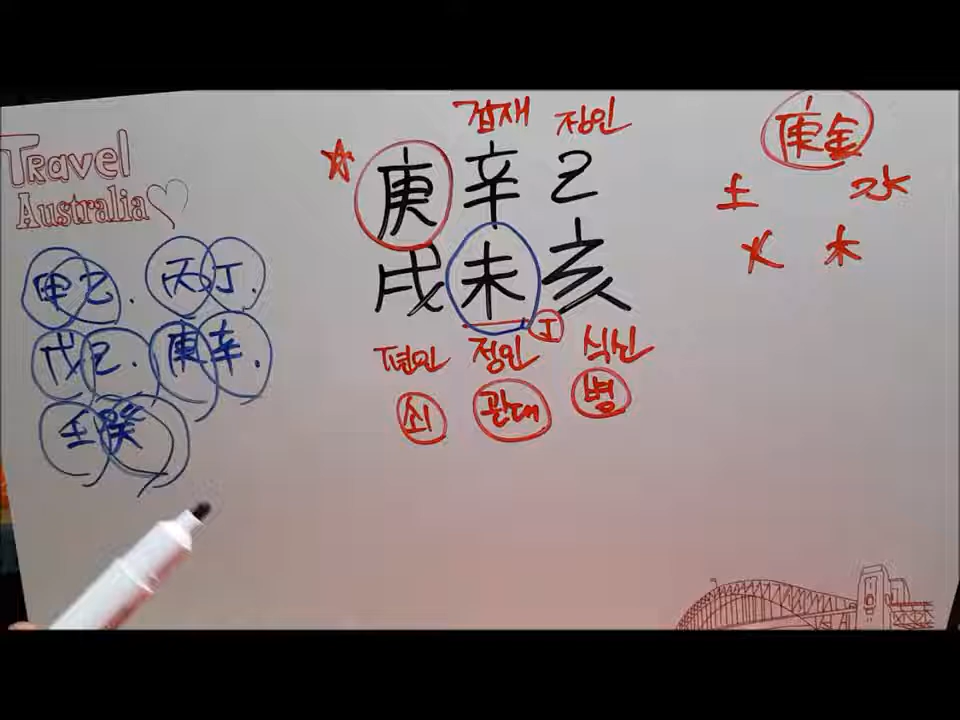 Travel
Australia
甲乙. 丙丁.
戊己. 庚辛.
壬癸
겁재 정인
庚 辛 己
戌 未 亥
丁
편인 정인 식신
쇠 관대 병
庚金
土 水
火 木